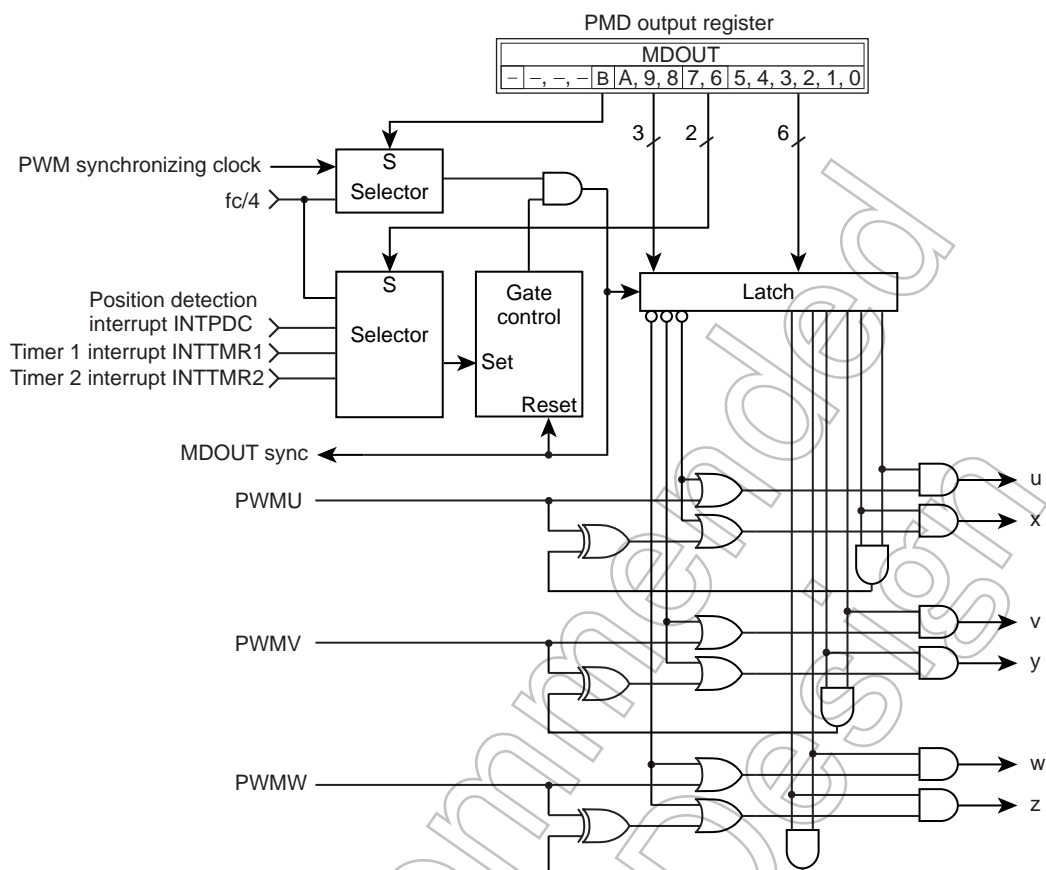 PMD output register
MDOUT
– –, –, – B A, 9, 8 7, 6 5, 4, 3, 2, 1, 0
3 2 6
PWM synchronizing clock
S
Selector
fc/4
S
Selector
Gate
control
Set
Reset
Latch
Position detection
interrupt INTPDC
Timer 1 interrupt INTTMR1
Timer 2 interrupt INTTMR2
MDOUT sync
PWMU
u
x
PWMV
v
y
PWMW
w
z
ommended
Design